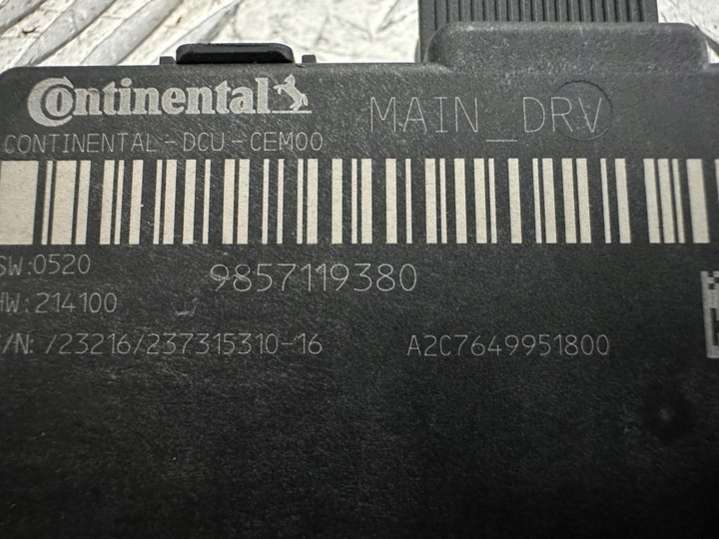 Continental
MAIN_DRV
CONTINENTAL-DCU-CEM00
SW:0520
9857119380
HW:214100
/N: /23216/237315310-16
A2C7649951800